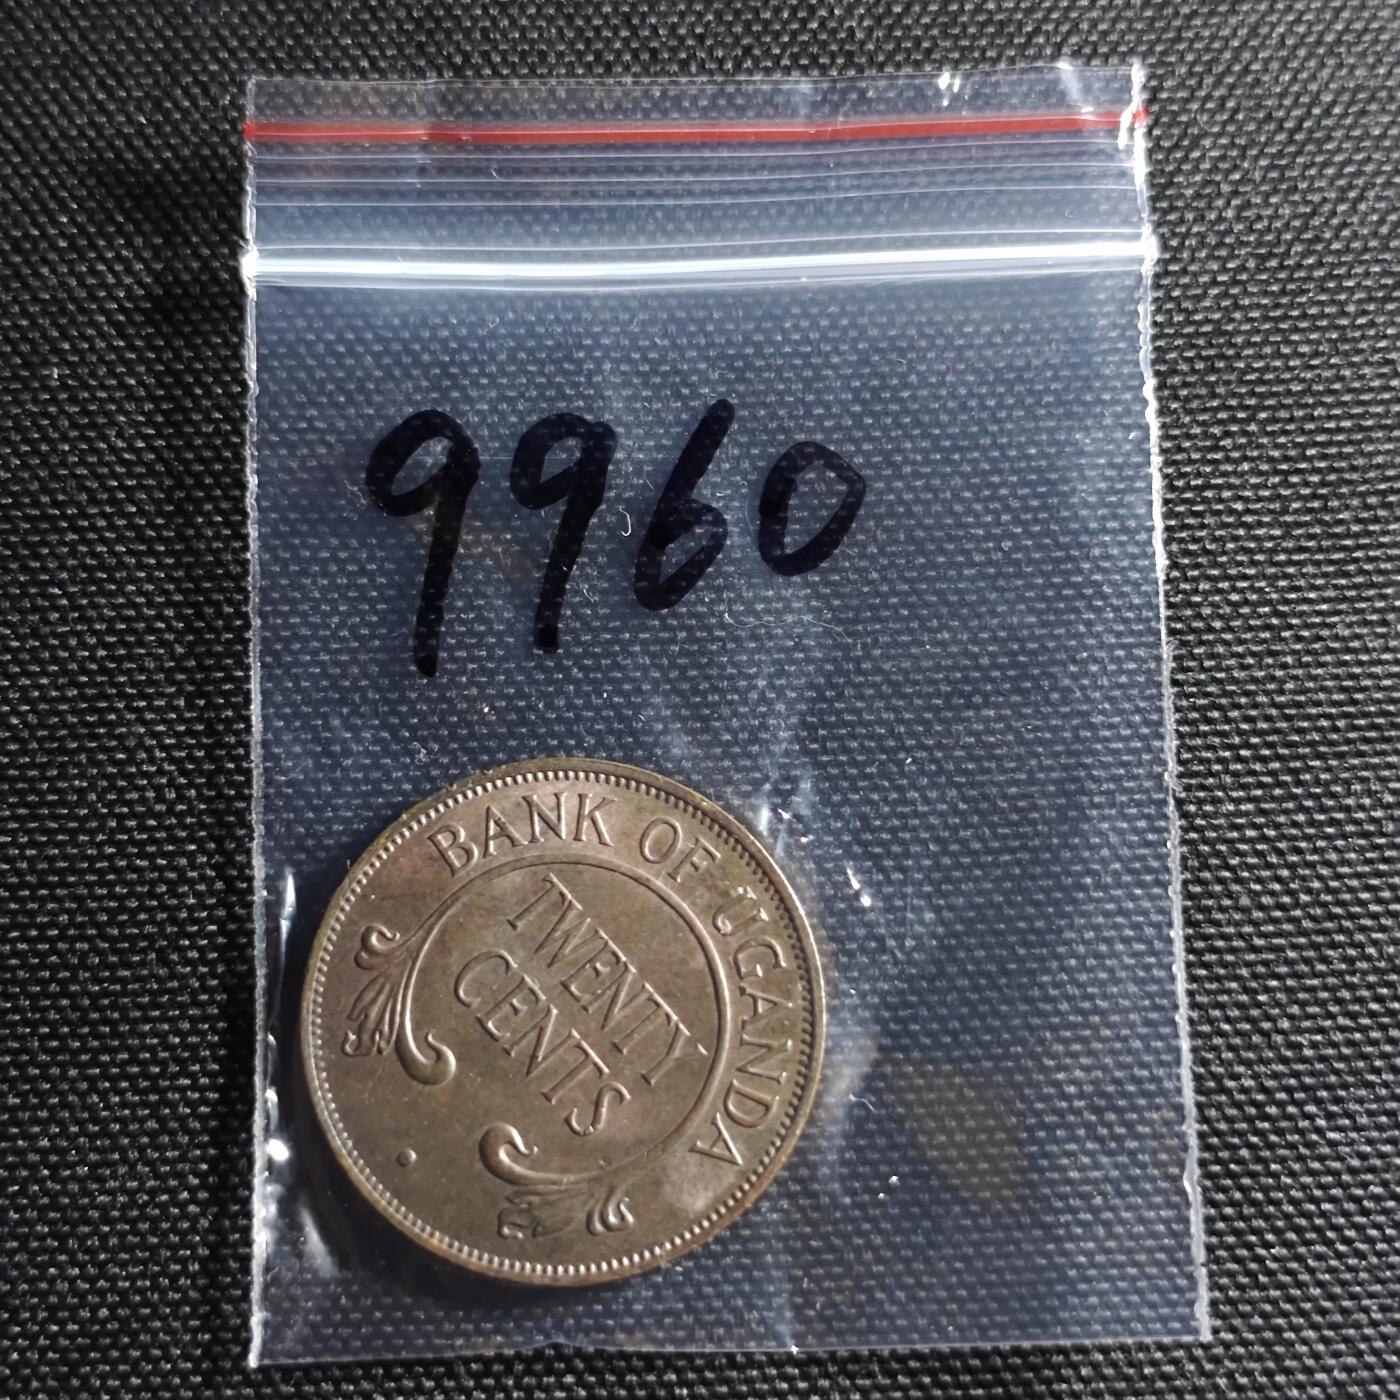 9960
BANK OF UGANDA
TWENTY
CENTS